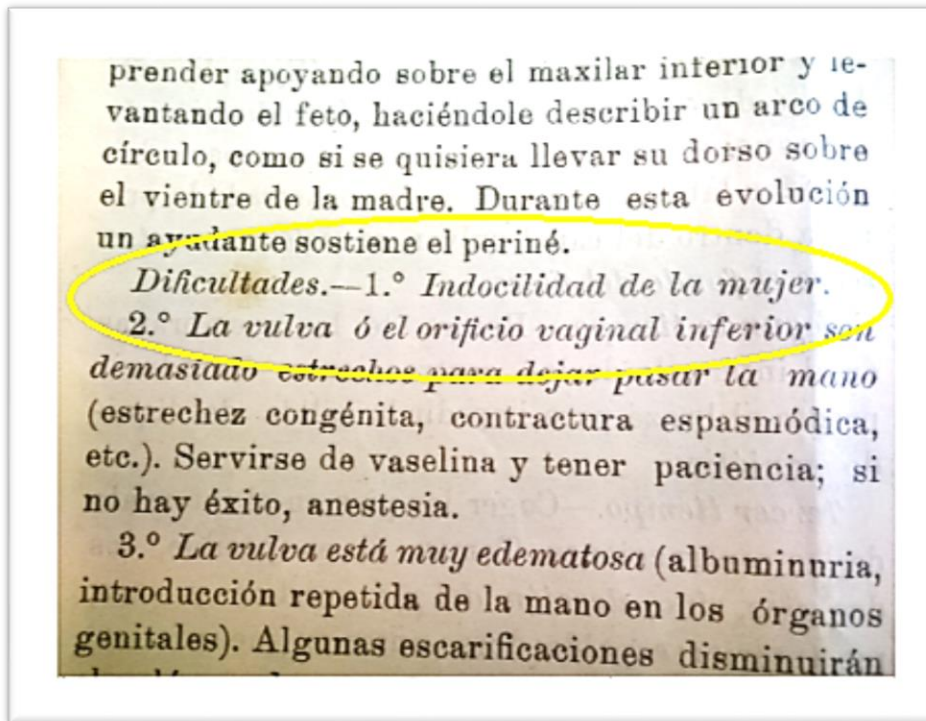 prender apoyando sobre el maxilar inferior y le-
vantando el feto, haciéndole describir un arco de
círculo, como si se quisiera llevar su dorso sobre
el vientre de la madre. Durante esta evolución
un ayudante sostiene el periné.
Dificultades.—1.º Indocilidad de la mujer.
2.º La vulva ó el orificio vaginal inferior son
demasiado estrechos para dejar pasar la mano
(estrechez congénita, contractura espasmódica,
etc.). Servirse de vaselina y tener paciencia; si
no hay éxito, anestesia.
3.º La vulva está muy edematosa (albuminuria,
introducción repetida de la mano en los órganos
genitales). Algunas escarificaciones disminuirán